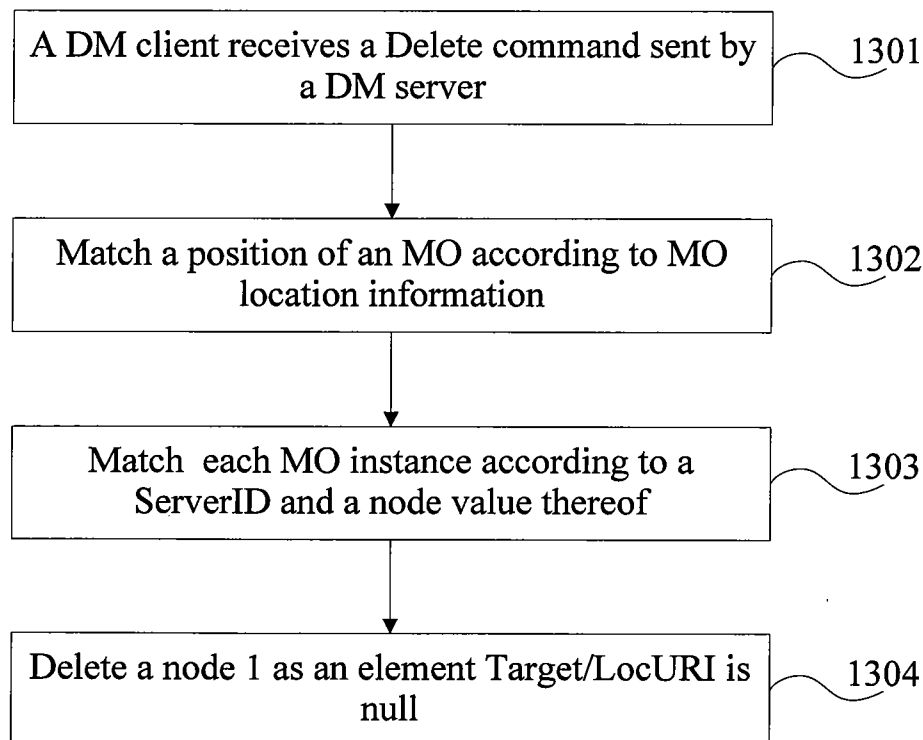 A DM client receives a Delete command sent by
a DM server
1301
Match a position of an MO according to MO
location information
1302
Match each MO instance according to a
ServerID and a node value thereof
1303
Delete a node 1 as an element Target/LocURI is
null
1304